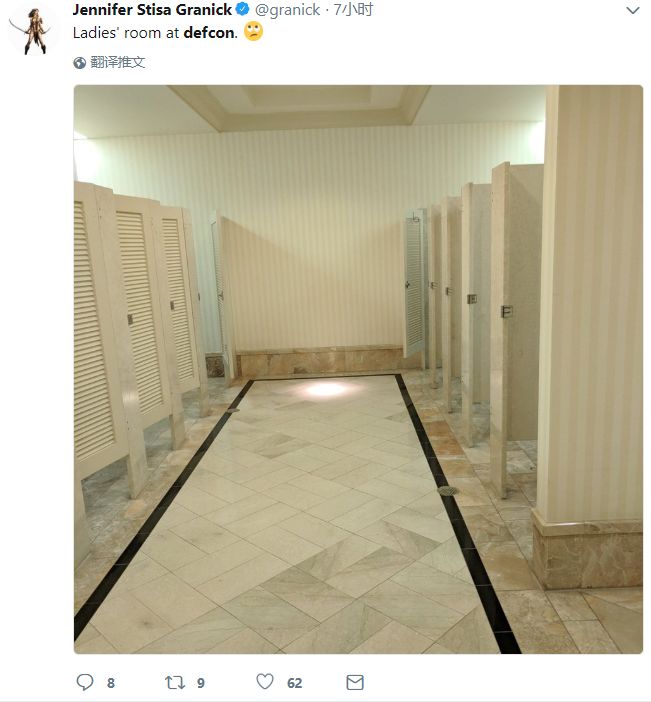 Jennifer Stisa Granick @granick · 7小时
Ladies' room at defcon. 🙄
翻译推文
8 9 62